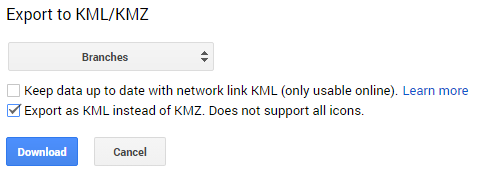 Export to KML/KMZ
Branches
Keep data up to date with network link KML (only usable online). Learn more
Export as KML instead of KMZ. Does not support all icons.
Download Cancel